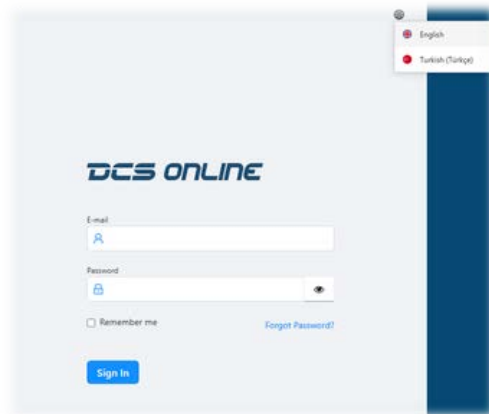 English
Turkish (Türkçe)
DCS ONLINE
E-mail
Password
Remember me
Forgot Password?
Sign In